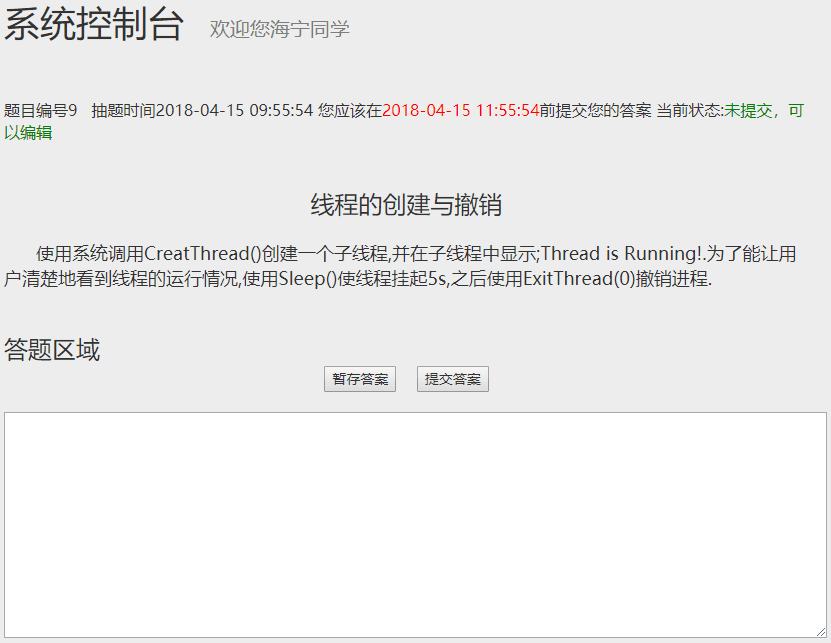 系统控制台 欢迎您海宁同学
题目编号9 抽题时间2018-04-15 09:55:54 您应该在2018-04-15 11:55:54前提交您的答案 当前状态:未提交，可
以编辑
线程的创建与撤销
使用系统调用CreatThread()创建一个子线程,并在子线程中显示;Thread is Running!.为了能让用
户清楚地看到线程的运行情况,使用Sleep()使线程挂起5s,之后使用ExitThread(0)撤销进程.
答题区域
暂存答案 提交答案